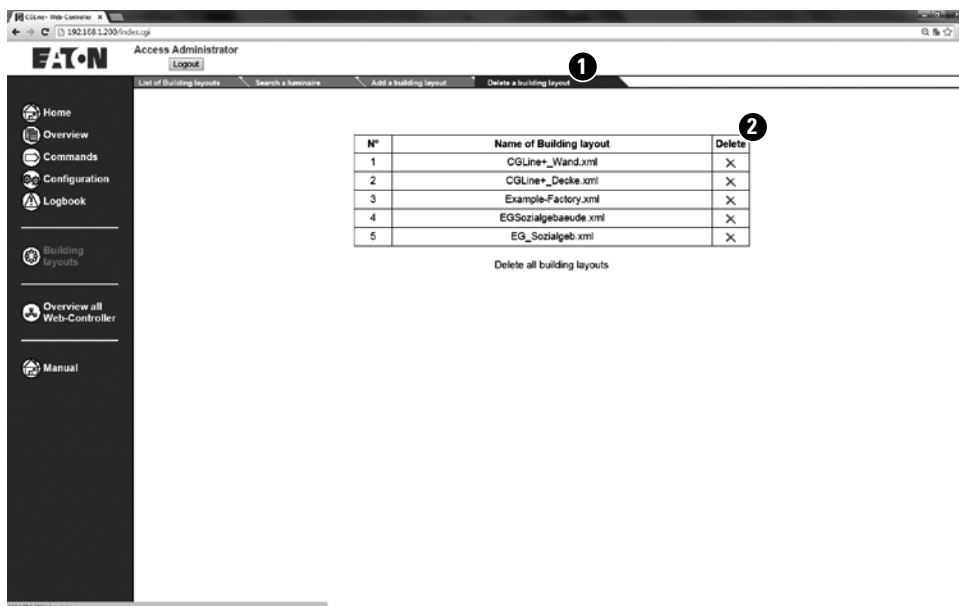 CGLine+ Web-Controller
192.168.1.200/index.cgi
EATON
Access Administrator
Logout
List of Building layouts
Search a luminaire
Add a building layout
Delete a building layout
1
Home
Overview
Commands
Configuration
Logbook
Building
layouts
Overview all
Web-Controller
Manual
2
N° Name of Building layout Delete
1 CGLine+_Wand.xml
2 CGLine+_Decke.xml
3 Example-Factory.xml
4 EGSozialgebaeude.xml
5 EG_Sozialgeb.xml
Delete all building layouts